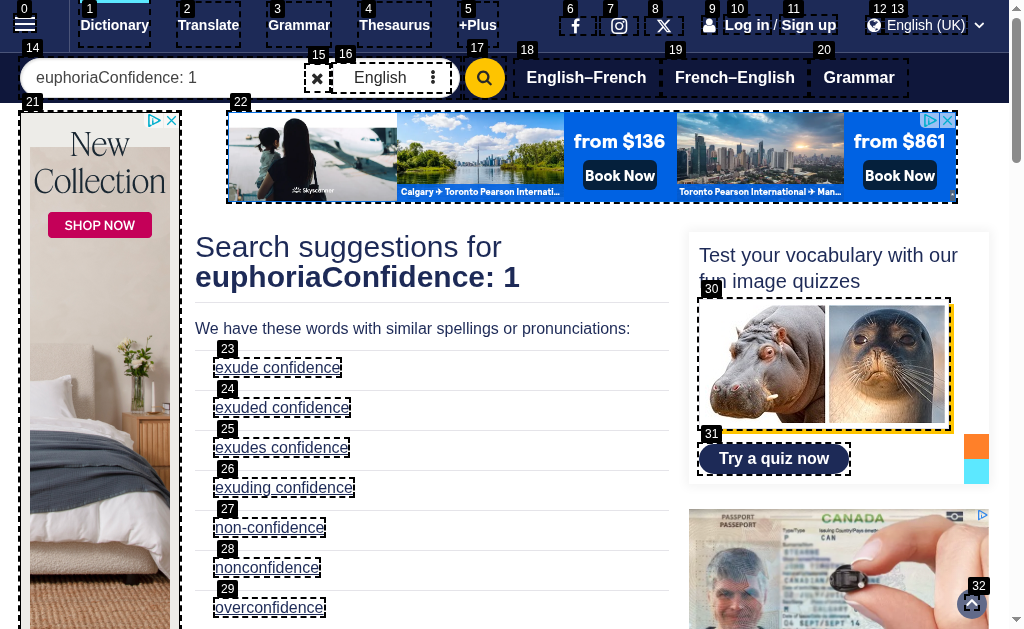 0 1 2 3 4 5 6 7 8 9 10 11 12 13
Dictionary Translate Grammar Thesaurus +Plus Log in / Sign up English (UK)
14 15 16 17 18 19 20
euphoriaConfidence: 1 English English–French French–English Grammar
21 22
New
Collection
SHOP NOW
Skyscanner
Calgary ✈ Toronto Pearson Internati...
from $136
Book Now
Toronto Pearson International ✈ Man...
from $861
Book Now
Search suggestions for
euphoriaConfidence: 1
We have these words with similar spellings or pronunciations:
23
exude confidence
24
exuded confidence
25
exudes confidence
26
exuding confidence
27
non-confidence
28
nonconfidence
29
overconfidence
Test your vocabulary with our
fun image quizzes
30
31
Try a quiz now
PASSPORT
PASSEPORT
CANADA
32